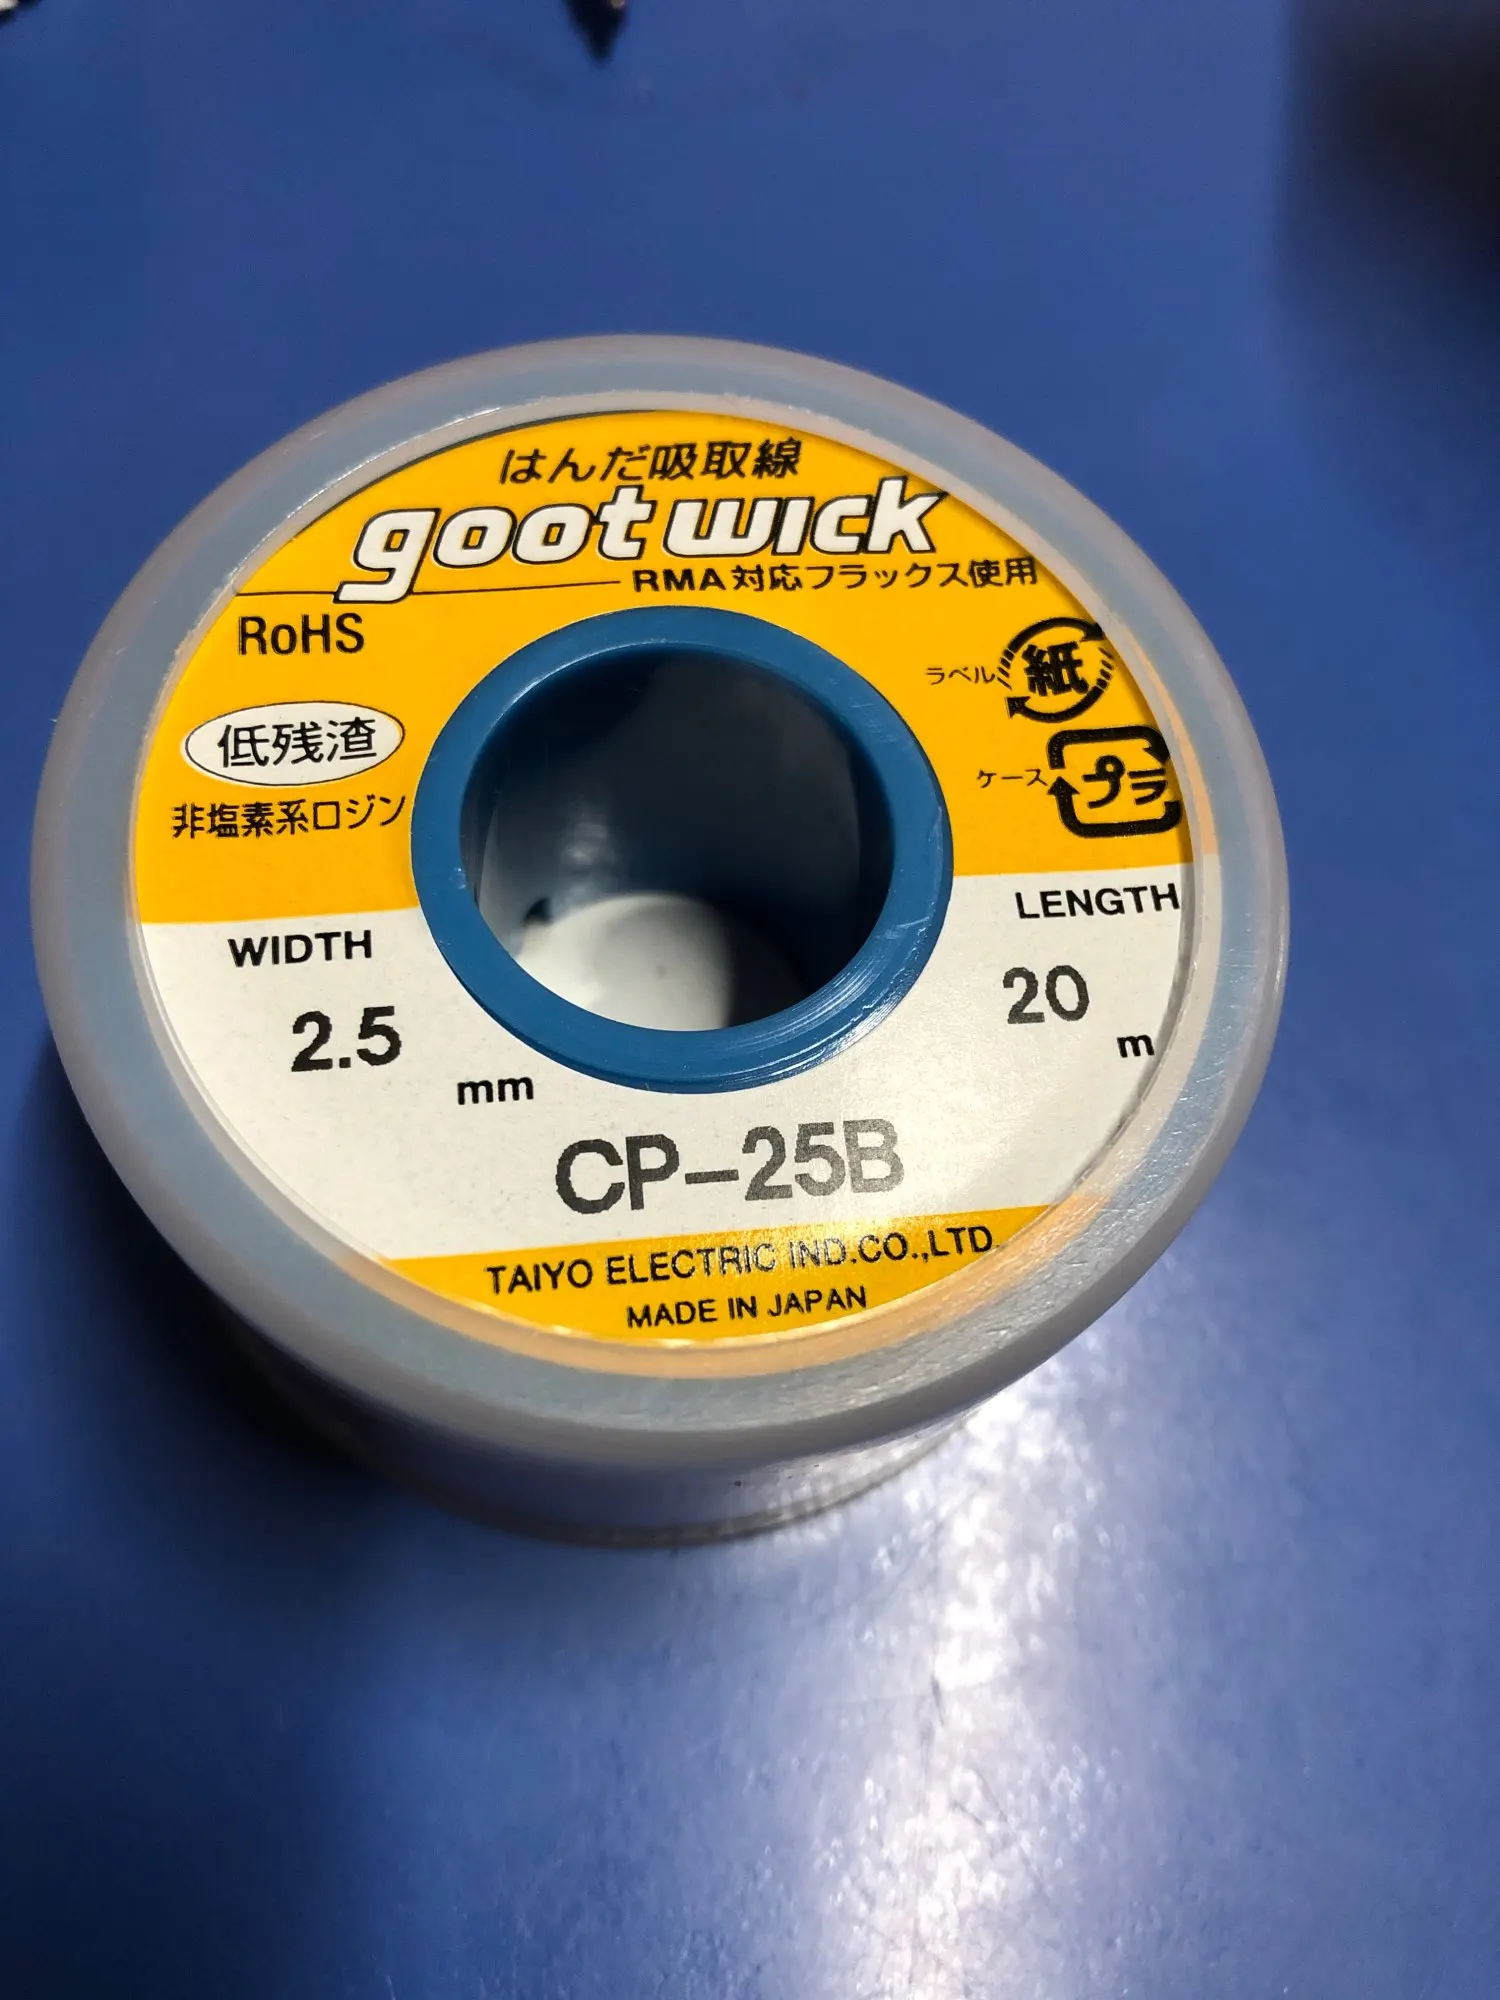 はんだ吸取線
goot wick
RMA対応フラックス使用
RoHS
低残渣
非塩素系ロジン
ラベル 紙
ケース プラ
WIDTH
2.5 mm
LENGTH
20 m
CP-25B
TAIYO ELECTRIC IND.CO.,LTD.
MADE IN JAPAN